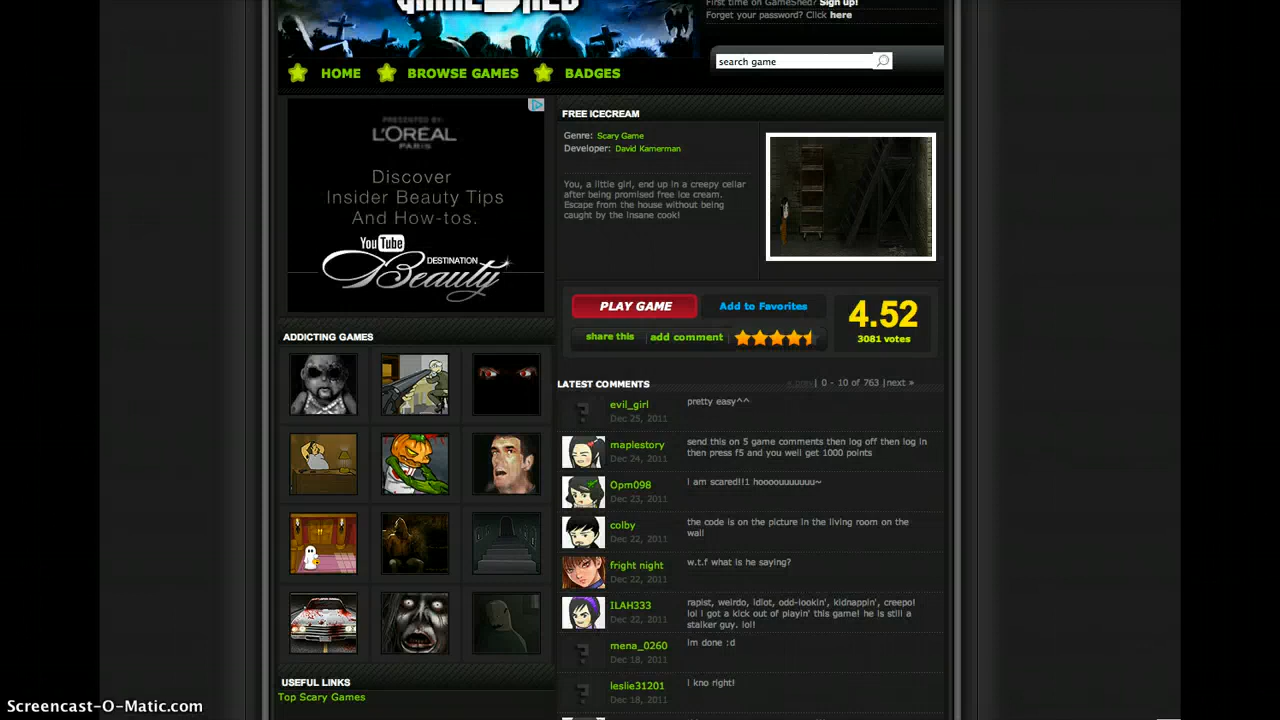 GAMESHED
First time on GameShed? Sign up!
Forget your password? Click here
search game
HOME
BROWSE GAMES
BADGES
PRESENTED BY:
L'ORÉAL
PARIS
Discover
Insider Beauty Tips
And How-tos.
YouTube
DESTINATION
Beauty
FREE ICECREAM
Genre: Scary Game
Developer: David Kamerman
You, a little girl, end up in a creepy cellar
after being promised free ice cream.
Escape from the house without being
caught by the insane cook!
PLAY GAME
Add to Favorites
4.52
3081 votes
share this | add comment |
ADDICTING GAMES
LATEST COMMENTS
« prev | 0 - 10 of 763 |next »
evil_girl
Dec 25, 2011
pretty easy^^
maplestory
Dec 24, 2011
send this on 5 game comments then log off then log in
then press f5 and you well get 1000 points
Opm098
Dec 23, 2011
I am scared!!1 hoooouuuuuuu~
colby
Dec 22, 2011
the code is on the picture in the living room on the
wall
fright night
Dec 22, 2011
w.t.f what is he saying?
ILAH333
Dec 22, 2011
rapist, weirdo, idiot, odd-lookin', kidnappin', creepo!
lol i got a kick out of playin' this game! he is still a
stalker guy. lol!
mena_0260
Dec 18, 2011
im done :d
leslie31201
Dec 18, 2011
I kno right!
USEFUL LINKS
Top Scary Games
Screencast-O-Matic.com